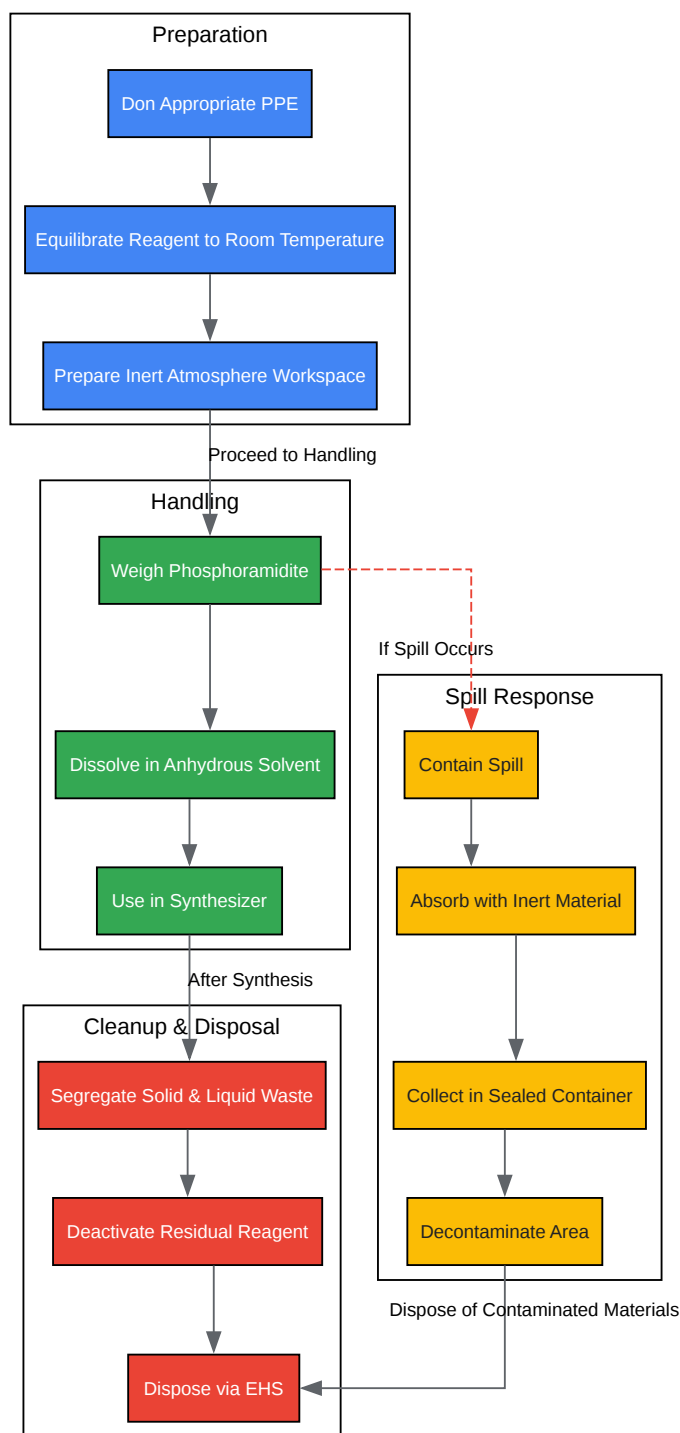 Preparation
Don Appropriate PPE
Equilibrate Reagent to Room Temperature
Prepare Inert Atmosphere Workspace
Proceed to Handling
Handling
Weigh Phosphoramidite
If Spill Occurs
Spill Response
Dissolve in Anhydrous Solvent
Contain Spill
Use in Synthesizer
Absorb with Inert Material
After Synthesis
Cleanup & Disposal
Segregate Solid & Liquid Waste
Collect in Sealed Container
Deactivate Residual Reagent
Decontaminate Area
Dispose of Contaminated Materials
Dispose via EHS